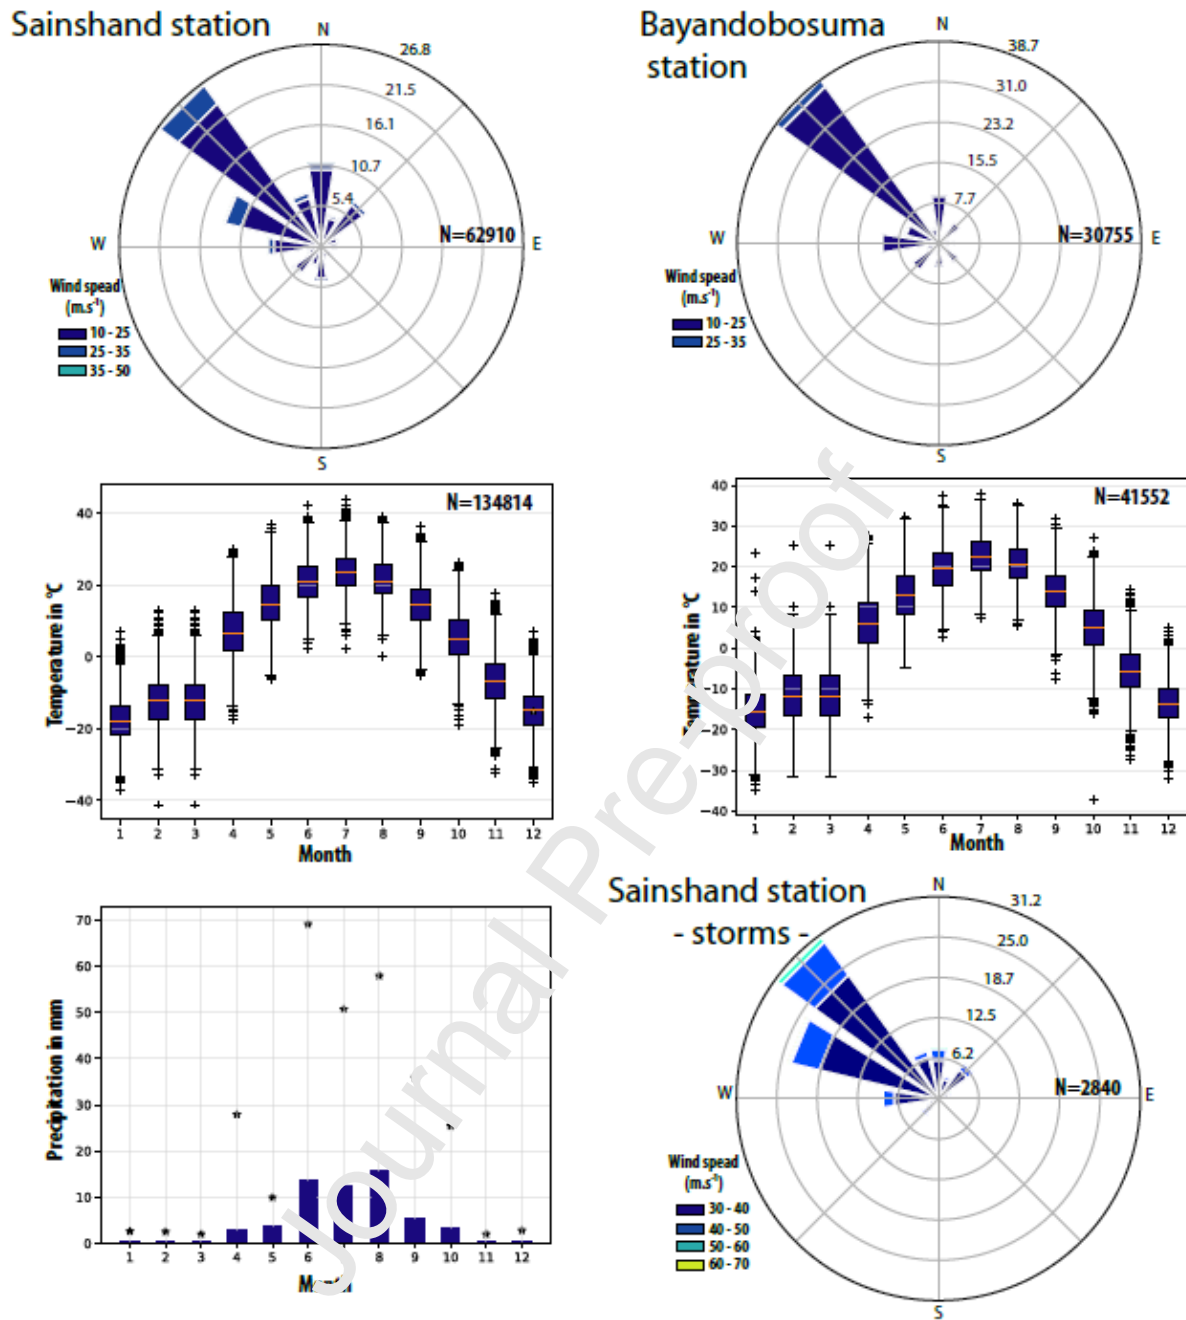 Sainshand station
N
26.8
21.5
16.1
10.7
5.4
W
N=62910
E
Wind spead
(m.s⁻¹)
10 - 25
25 - 35
35 - 50
S
Bayandobosuma
station
N
38.7
31.0
23.2
15.5
7.7
W
N=30755
E
Wind spead
(m.s⁻¹)
10 - 25
25 - 35
S
N=134814
40
20
0
−20
−40
Temperature in °C
1 2 3 4 5 6 7 8 9 10 11 12
Month
N=41552
40
30
20
10
0
−10
−20
−30
−40
Temperature in °C
1 2 3 4 5 6 7 8 9 10 11 12
Month
70
60
50
40
30
20
10
0
Precipitation in mm
1 2 3 4 5 6 7 8 9 10 11 12
Month
Sainshand station
- storms -
N
31.2
25.0
18.7
12.5
6.2
W
N=2840
E
Wind spead
(m.s⁻¹)
30 - 40
40 - 50
50 - 60
60 - 70
S
Journal Pre-proof